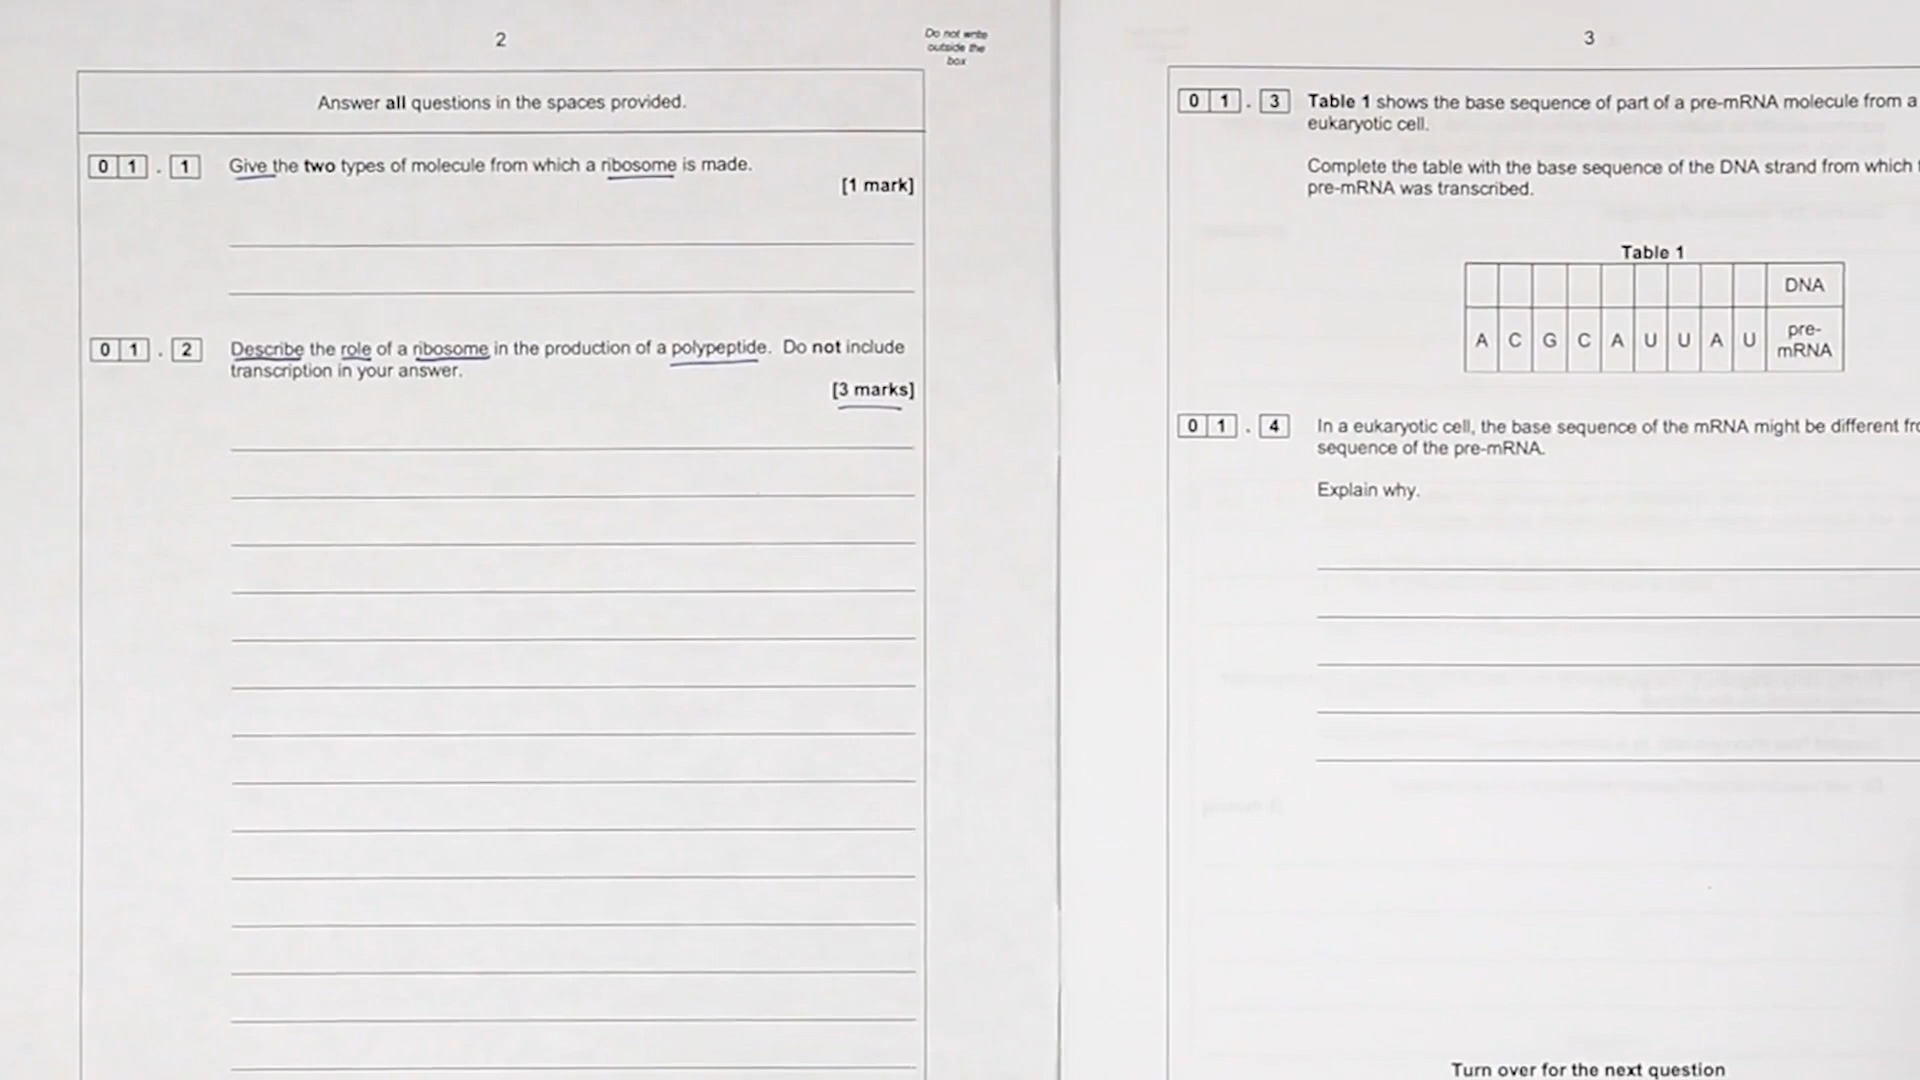 2
Do not write
outside the
box
Answer all questions in the spaces provided.
0 1 . 1 Give the two types of molecule from which a ribosome is made.
[1 mark]
0 1 . 2 Describe the role of a ribosome in the production of a polypeptide. Do not include
transcription in your answer.
[3 marks]
3
0 1 . 3 Table 1 shows the base sequence of part of a pre-mRNA molecule from a
eukaryotic cell.
Complete the table with the base sequence of the DNA strand from which
pre-mRNA was transcribed.
Table 1
DNA
A C G C A U U A U pre-
mRNA
0 1 . 4 In a eukaryotic cell, the base sequence of the mRNA might be different
sequence of the pre-mRNA.
Explain why.
Turn over for the next question